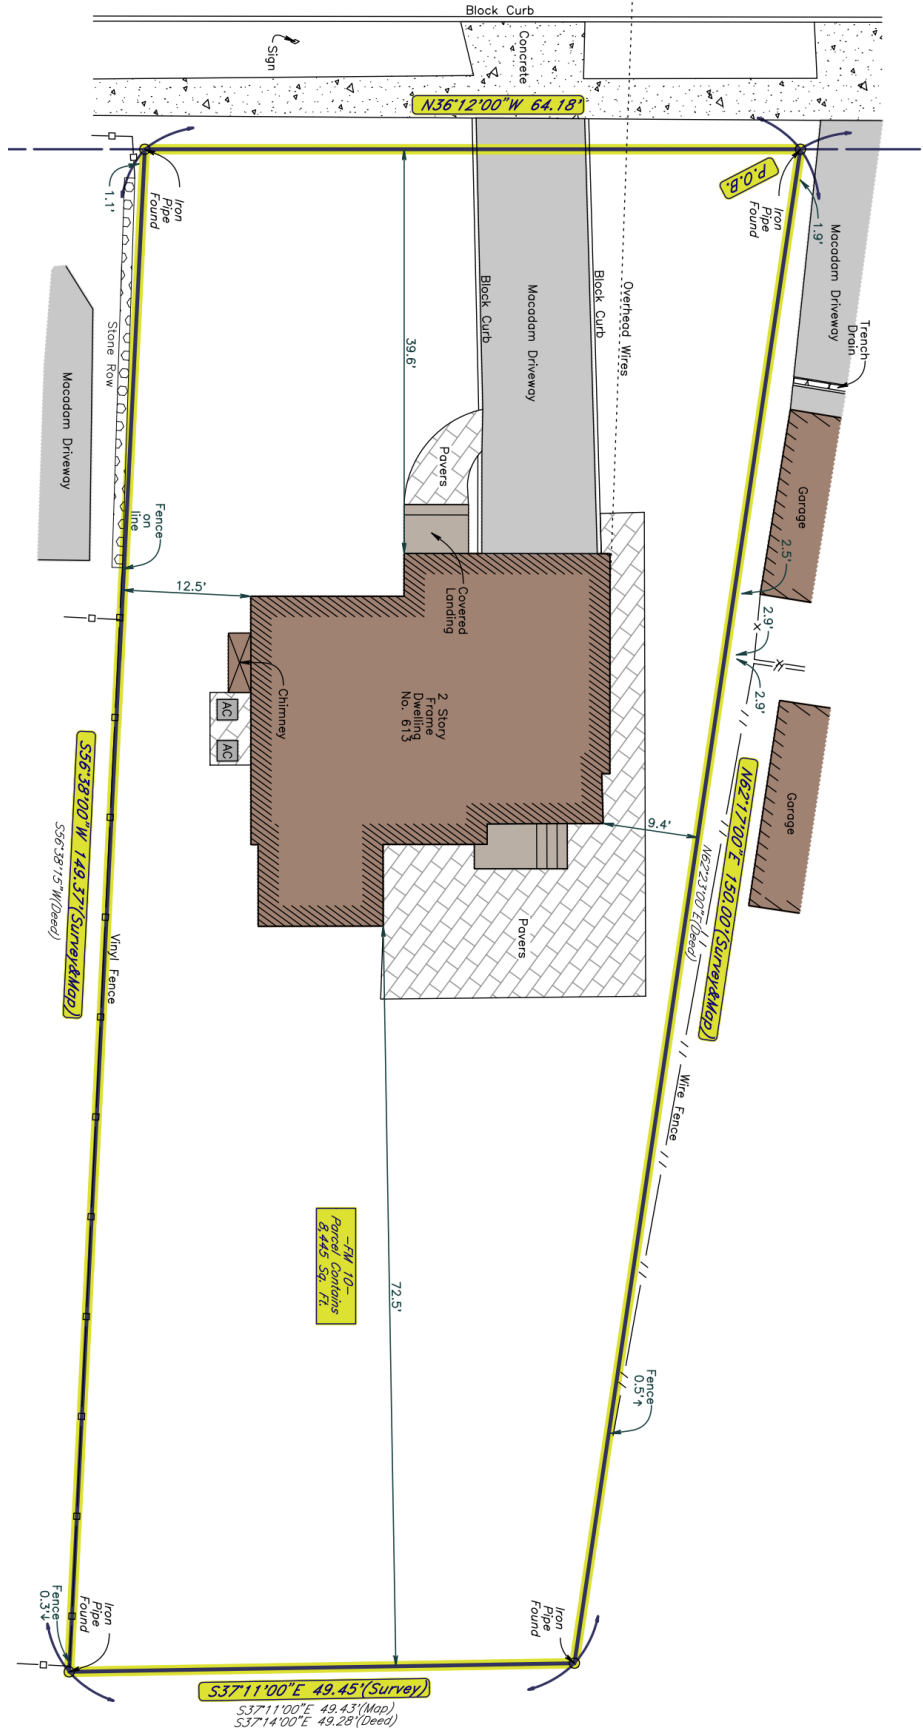 Block Curb
Sign
Concrete
N36°12'00"W 64.18'
P.O.B.
Iron
Pipe
Found
1.1'
Iron
Pipe
Found
1.9'
Macadam Driveway
Trench
Drain
Stone Row
Macadam Driveway
39.6'
Block Curb
Macadam Driveway
Block Curb
Overhead Wires
Pavers
Garage
Fence
on
line
2.5'
12.5'
Covered
Landing
2.9'
2.9'
Chimney
AC
AC
2 Story
Frame
Dwelling
No. 613
Garage
9.4'
N62°17'00"E 150.00'(Survey&Map)
N62°23'00"E(Deed)
S56°38'00"W 149.37'(Survey&Map)
S56°38'15"W(Deed)
Vinyl Fence
Pavers
Wire Fence
-FM 10-
Parcel Contains
8,445 Sq. Ft.
72.5'
Fence
0.5'↑
Iron
Pipe
Found
Fence
0.3'↓
Iron
Pipe
Found
S37°11'00"E 49.45'(Survey)
S37°11'00"E 49.43'(Map)
S37°14'00"E 49.28'(Deed)